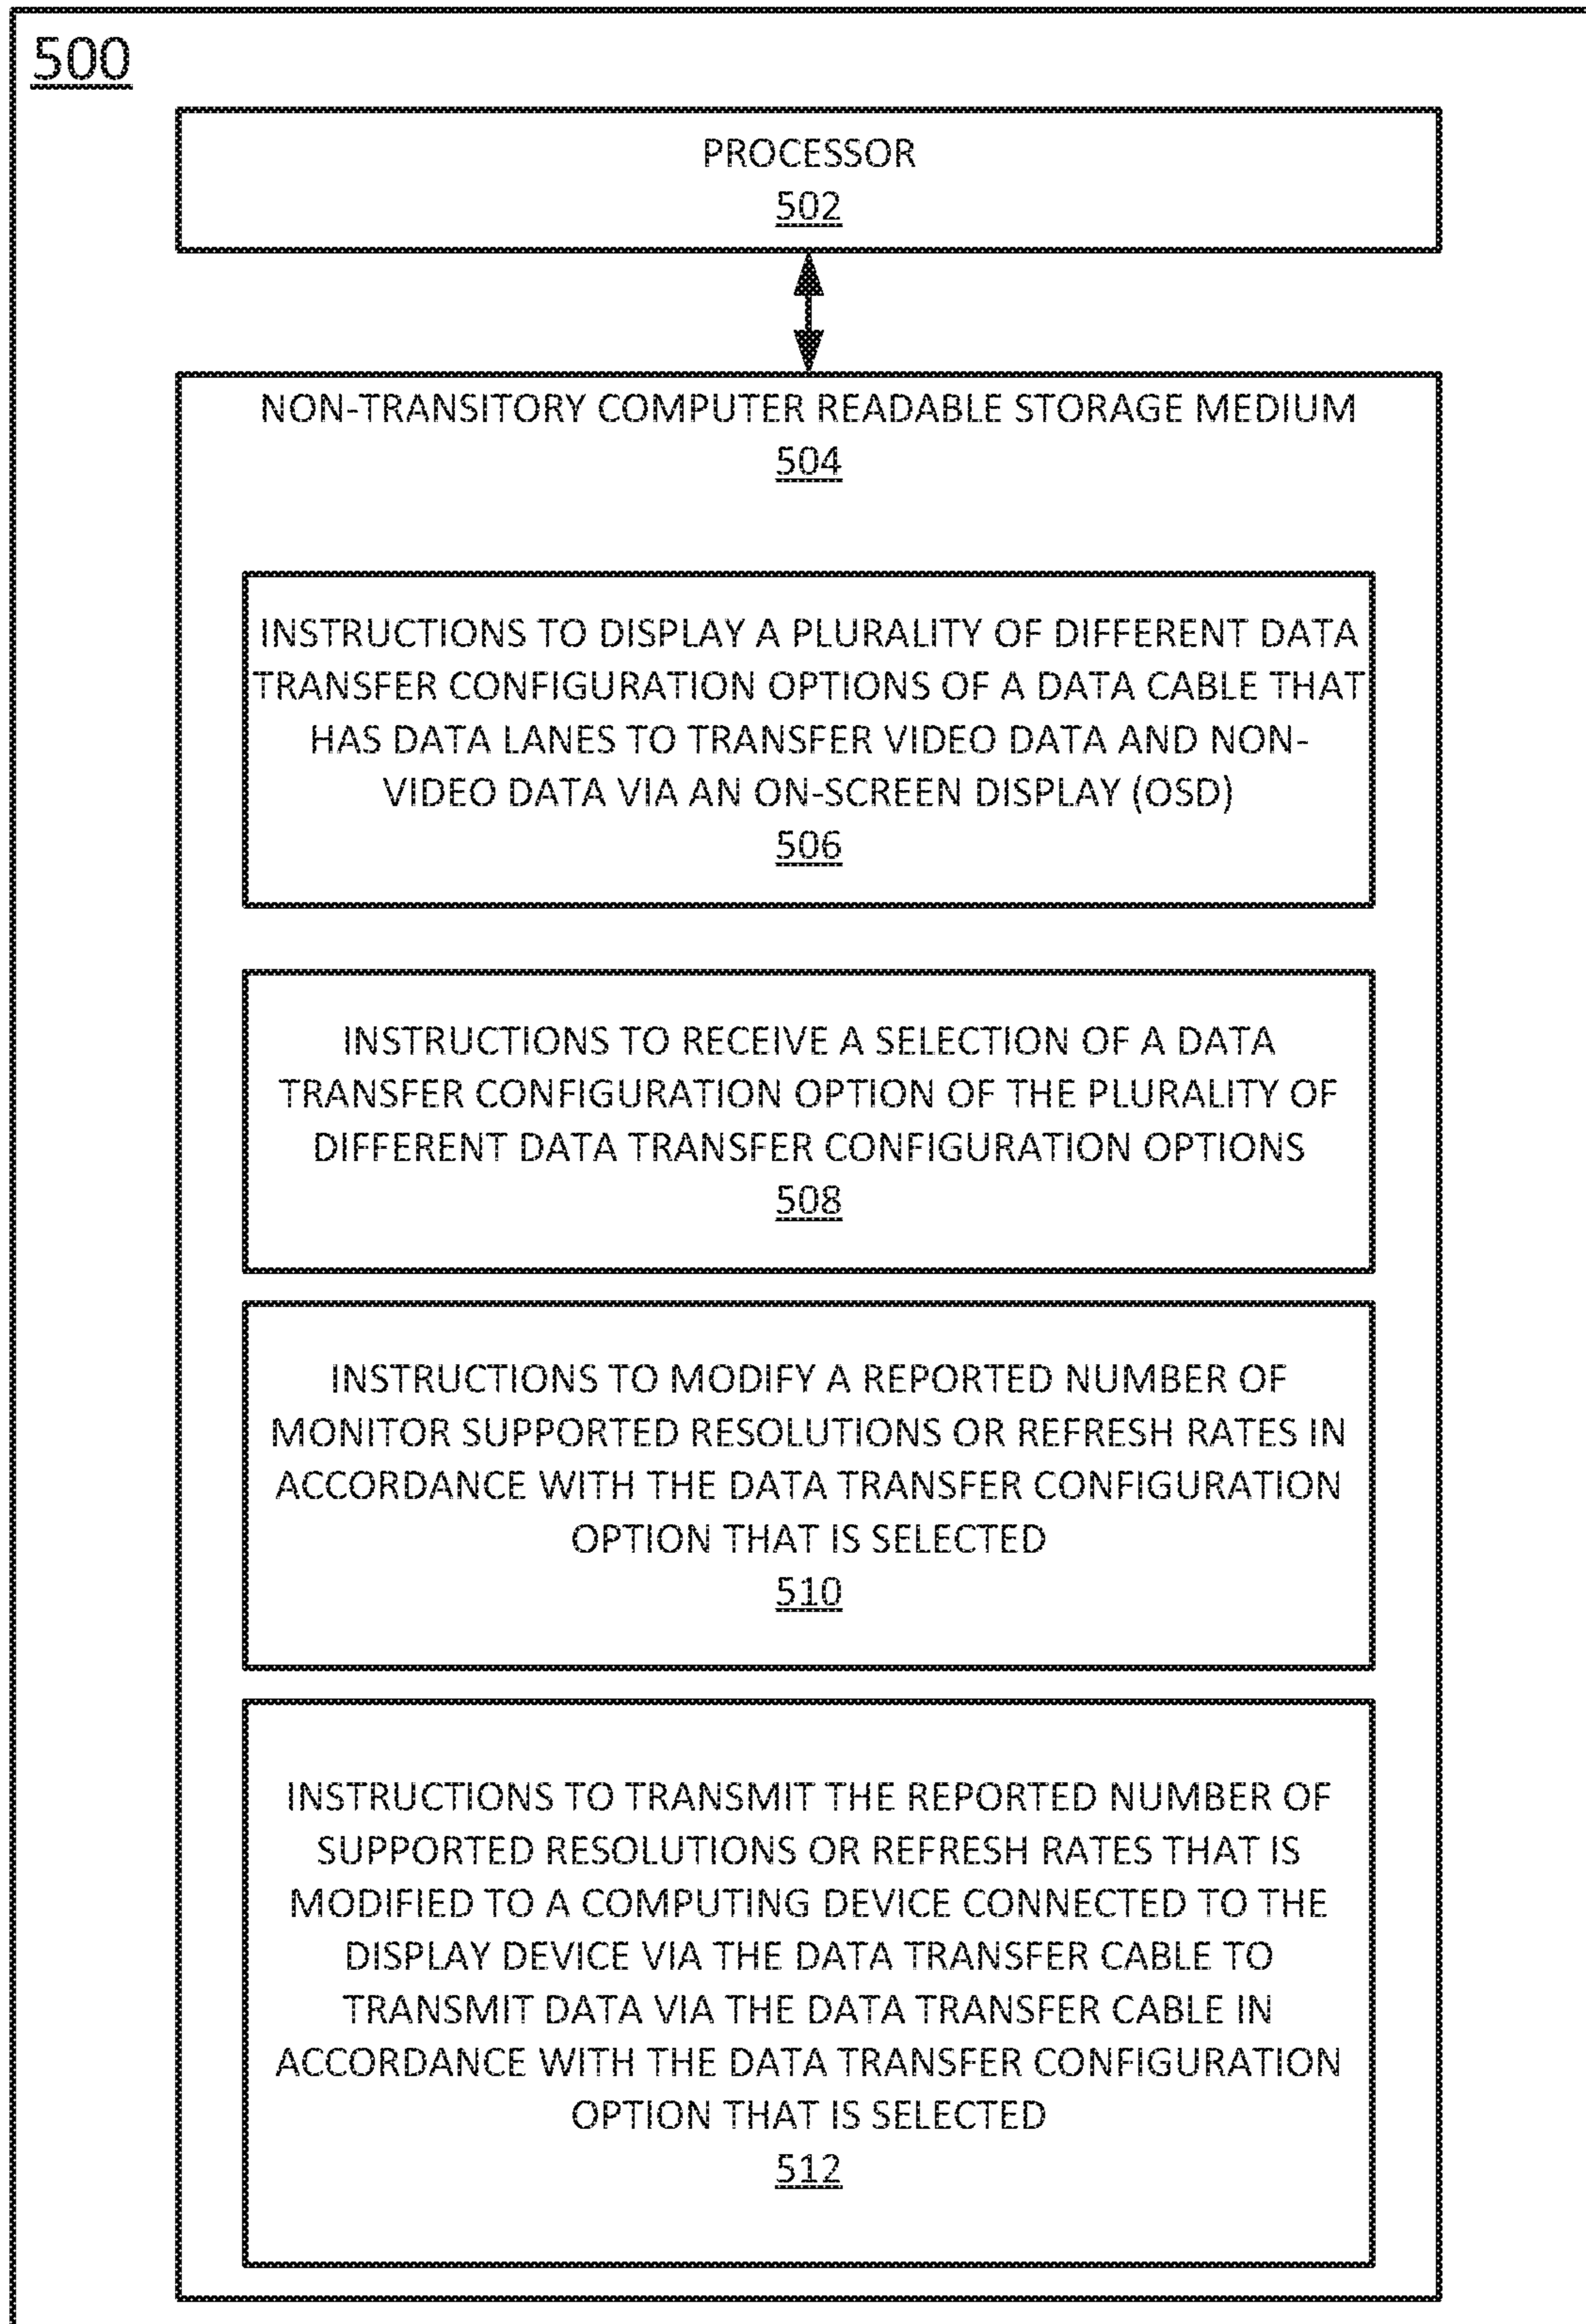 500
PROCESSOR
502
NON-TRANSITORY COMPUTER READABLE STORAGE MEDIUM
504
INSTRUCTIONS TO DISPLAY A PLURALITY OF DIFFERENT DATA
TRANSFER CONFIGURATION OPTIONS OF A DATA CABLE THAT
HAS DATA LANES TO TRANSFER VIDEO DATA AND NON-
VIDEO DATA VIA AN ON-SCREEN DISPLAY (OSD)
506
INSTRUCTIONS TO RECEIVE A SELECTION OF A DATA
TRANSFER CONFIGURATION OPTION OF THE PLURALITY OF
DIFFERENT DATA TRANSFER CONFIGURATION OPTIONS
508
INSTRUCTIONS TO MODIFY A REPORTED NUMBER OF
MONITOR SUPPORTED RESOLUTIONS OR REFRESH RATES IN
ACCORDANCE WITH THE DATA TRANSFER CONFIGURATION
OPTION THAT IS SELECTED
510
INSTRUCTIONS TO TRANSMIT THE REPORTED NUMBER OF
SUPPORTED RESOLUTIONS OR REFRESH RATES THAT IS
MODIFIED TO A COMPUTING DEVICE CONNECTED TO THE
DISPLAY DEVICE VIA THE DATA TRANSFER CABLE TO
TRANSMIT DATA VIA THE DATA TRANSFER CABLE IN
ACCORDANCE WITH THE DATA TRANSFER CONFIGURATION
OPTION THAT IS SELECTED
512